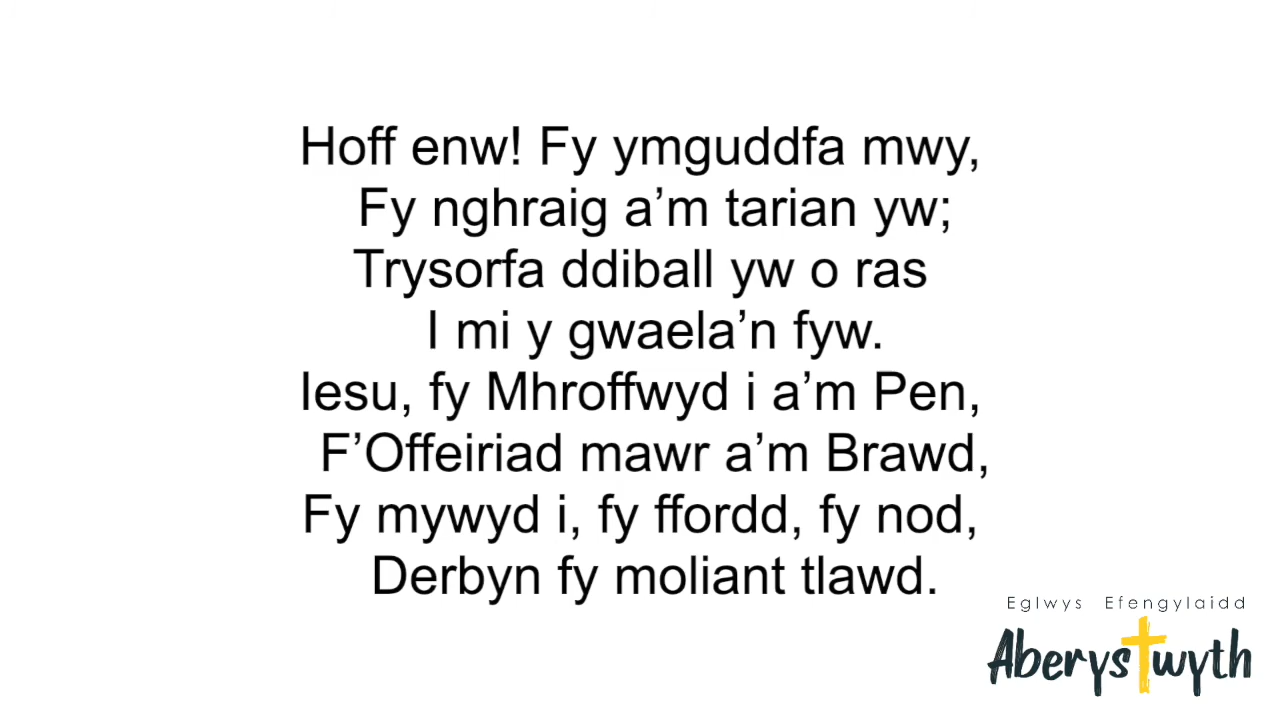 Hoff enw! Fy ymguddfa mwy,
Fy nghraig a’m tarian yw;
Trysorfa ddiball yw o ras
I mi y gwaela’n fyw.
Iesu, fy Mhroffwyd i a’m Pen,
F’Offeiriad mawr a’m Brawd,
Fy mywyd i, fy ffordd, fy nod,
Derbyn fy moliant tlawd.
Eglwys Efengylaidd
Aberystwyth